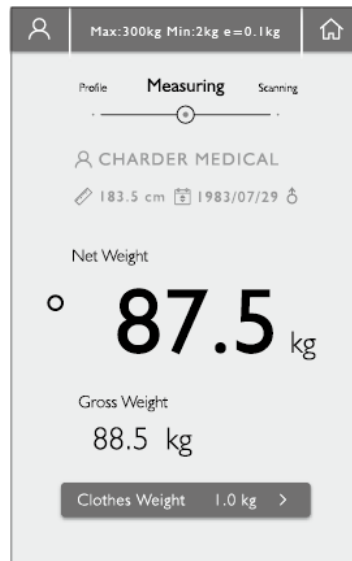 Max:300kg Min:2kg e=0.1kg
Profile Measuring Scanning
CHARDER MEDICAL
183.5 cm 1983/07/29
Net Weight
87.5 kg
Gross Weight
88.5 kg
Clothes Weight 1.0 kg >